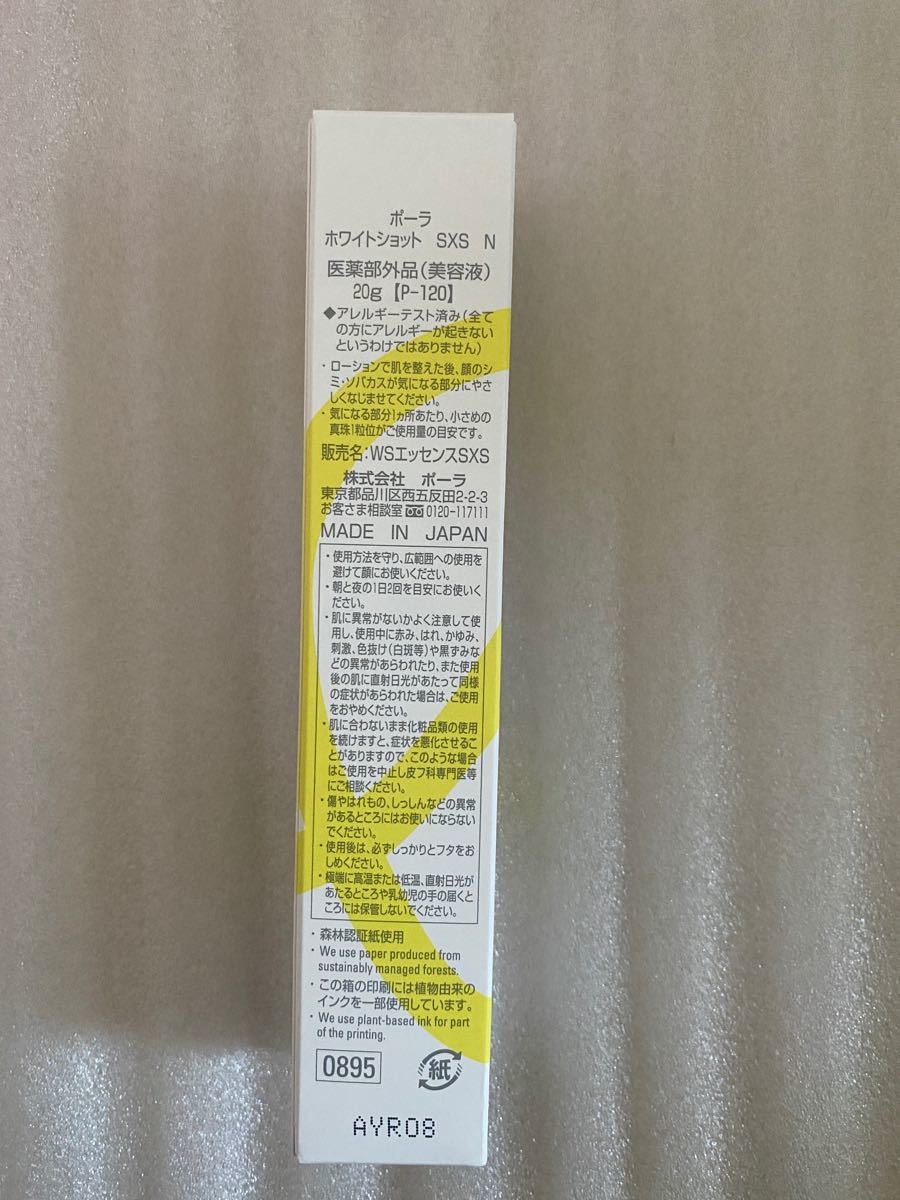 ポーラ
ホワイトショット SXS N
医薬部外品(美容液)
20g 【P-120】
◆アレルギーテスト済み(全て
の方にアレルギーが起きない
というわけではありません)
・ローションで肌を整えた後、顔のシ
ミ・ソバカスが気になる部分にやさ
しくなじませてください。
・気になる部分1ヵ所あたり、小さめの
真珠1粒位がご使用量の目安です。
販売名:WSエッセンスSXS
株式会社 ポーラ
東京都品川区西五反田2-2-3
お客さま相談室 0120-117111
MADE IN JAPAN
・使用方法を守り、広範囲への使用を
避けて顔にお使いください。
・朝と夜の1日2回を目安にお使いく
ださい。
・肌に異常がないかよく注意して使
用し、使用中に赤み、はれ、かゆみ、
刺激、色抜け(白斑等)や黒ずみな
どの異常があらわれたり、また使用
後の肌に直射日光があたって同様
の症状があらわれた場合は、ご使用
をおやめください。
・肌に合わないまま化粧品類の使用
を続けますと、症状を悪化させるこ
とがありますので、このような場合
はご使用を中止し皮フ科専門医等
にご相談ください。
・傷やはれもの、しっしんなどの異常
があるところにはお使いにならない
でください。
・使用後は、必ずしっかりとフタをお
しめください。
・極端に高温または低温、直射日光が
あたるところや乳幼児の手の届くと
ころには保管しないでください。
・森林認証紙使用
・We use paper produced from
sustainably managed forests.
・この箱の印刷には植物由来の
インクを一部使用しています。
・We use plant-based ink for part
of the printing.
0895
紙
AYR08